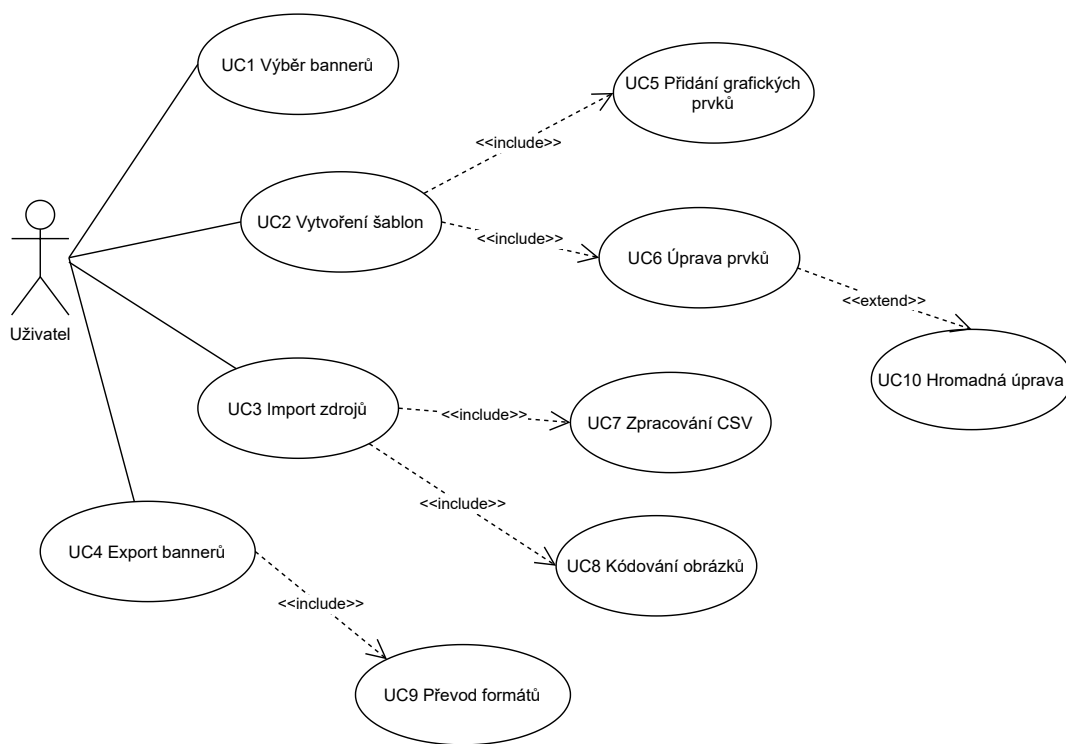 UC1 Výběr bannerů
UC5 Přidání grafických
prvků
<<include>>
UC2 Vytvoření šablon
<<include>>
UC6 Úprava prvků
<<extend>>
Uživatel
UC10 Hromadná úprava
UC3 Import zdrojů
<<include>>
UC7 Zpracování CSV
<<include>>
UC4 Export bannerů
UC8 Kódování obrázků
<<include>>
UC9 Převod formátů